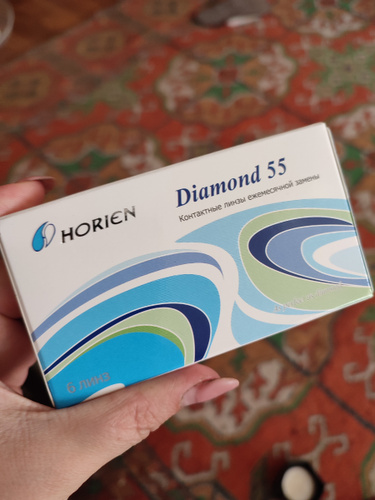 HORIEN
Diamond 55
Контактные линзы ежемесячной замены
6 линз